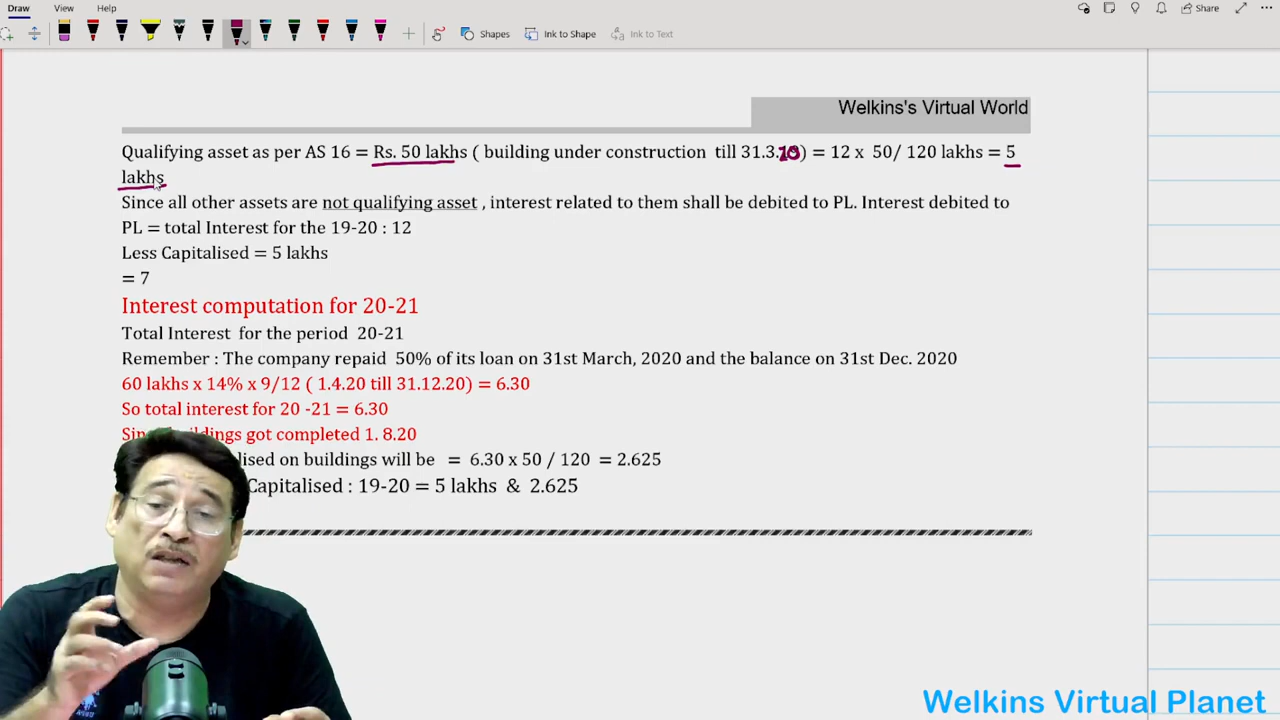 Draw View Help
Shapes Ink to Shape Ink to Text Share
Welkins's Virtual World
Qualifying asset as per AS 16 = Rs. 50 lakhs ( building under construction till 31.3.20) = 12 x 50/ 120 lakhs = 5
lakhs
Since all other assets are not qualifying asset , interest related to them shall be debited to PL. Interest debited to
PL = total Interest for the 19-20 : 12
Less Capitalised = 5 lakhs
= 7
Interest computation for 20-21
Total Interest for the period 20-21
Remember : The company repaid 50% of its loan on 31st March, 2020 and the balance on 31st Dec. 2020
60 lakhs x 14% x 9/12 ( 1.4.20 till 31.12.20) = 6.30
So total interest for 20 -21 = 6.30
got completed 1. 8.20
on buildings will be = 6.30 x 50 / 120 = 2.625
Capitalised : 19-20 = 5 lakhs & 2.625
Welkins Virtual Planet